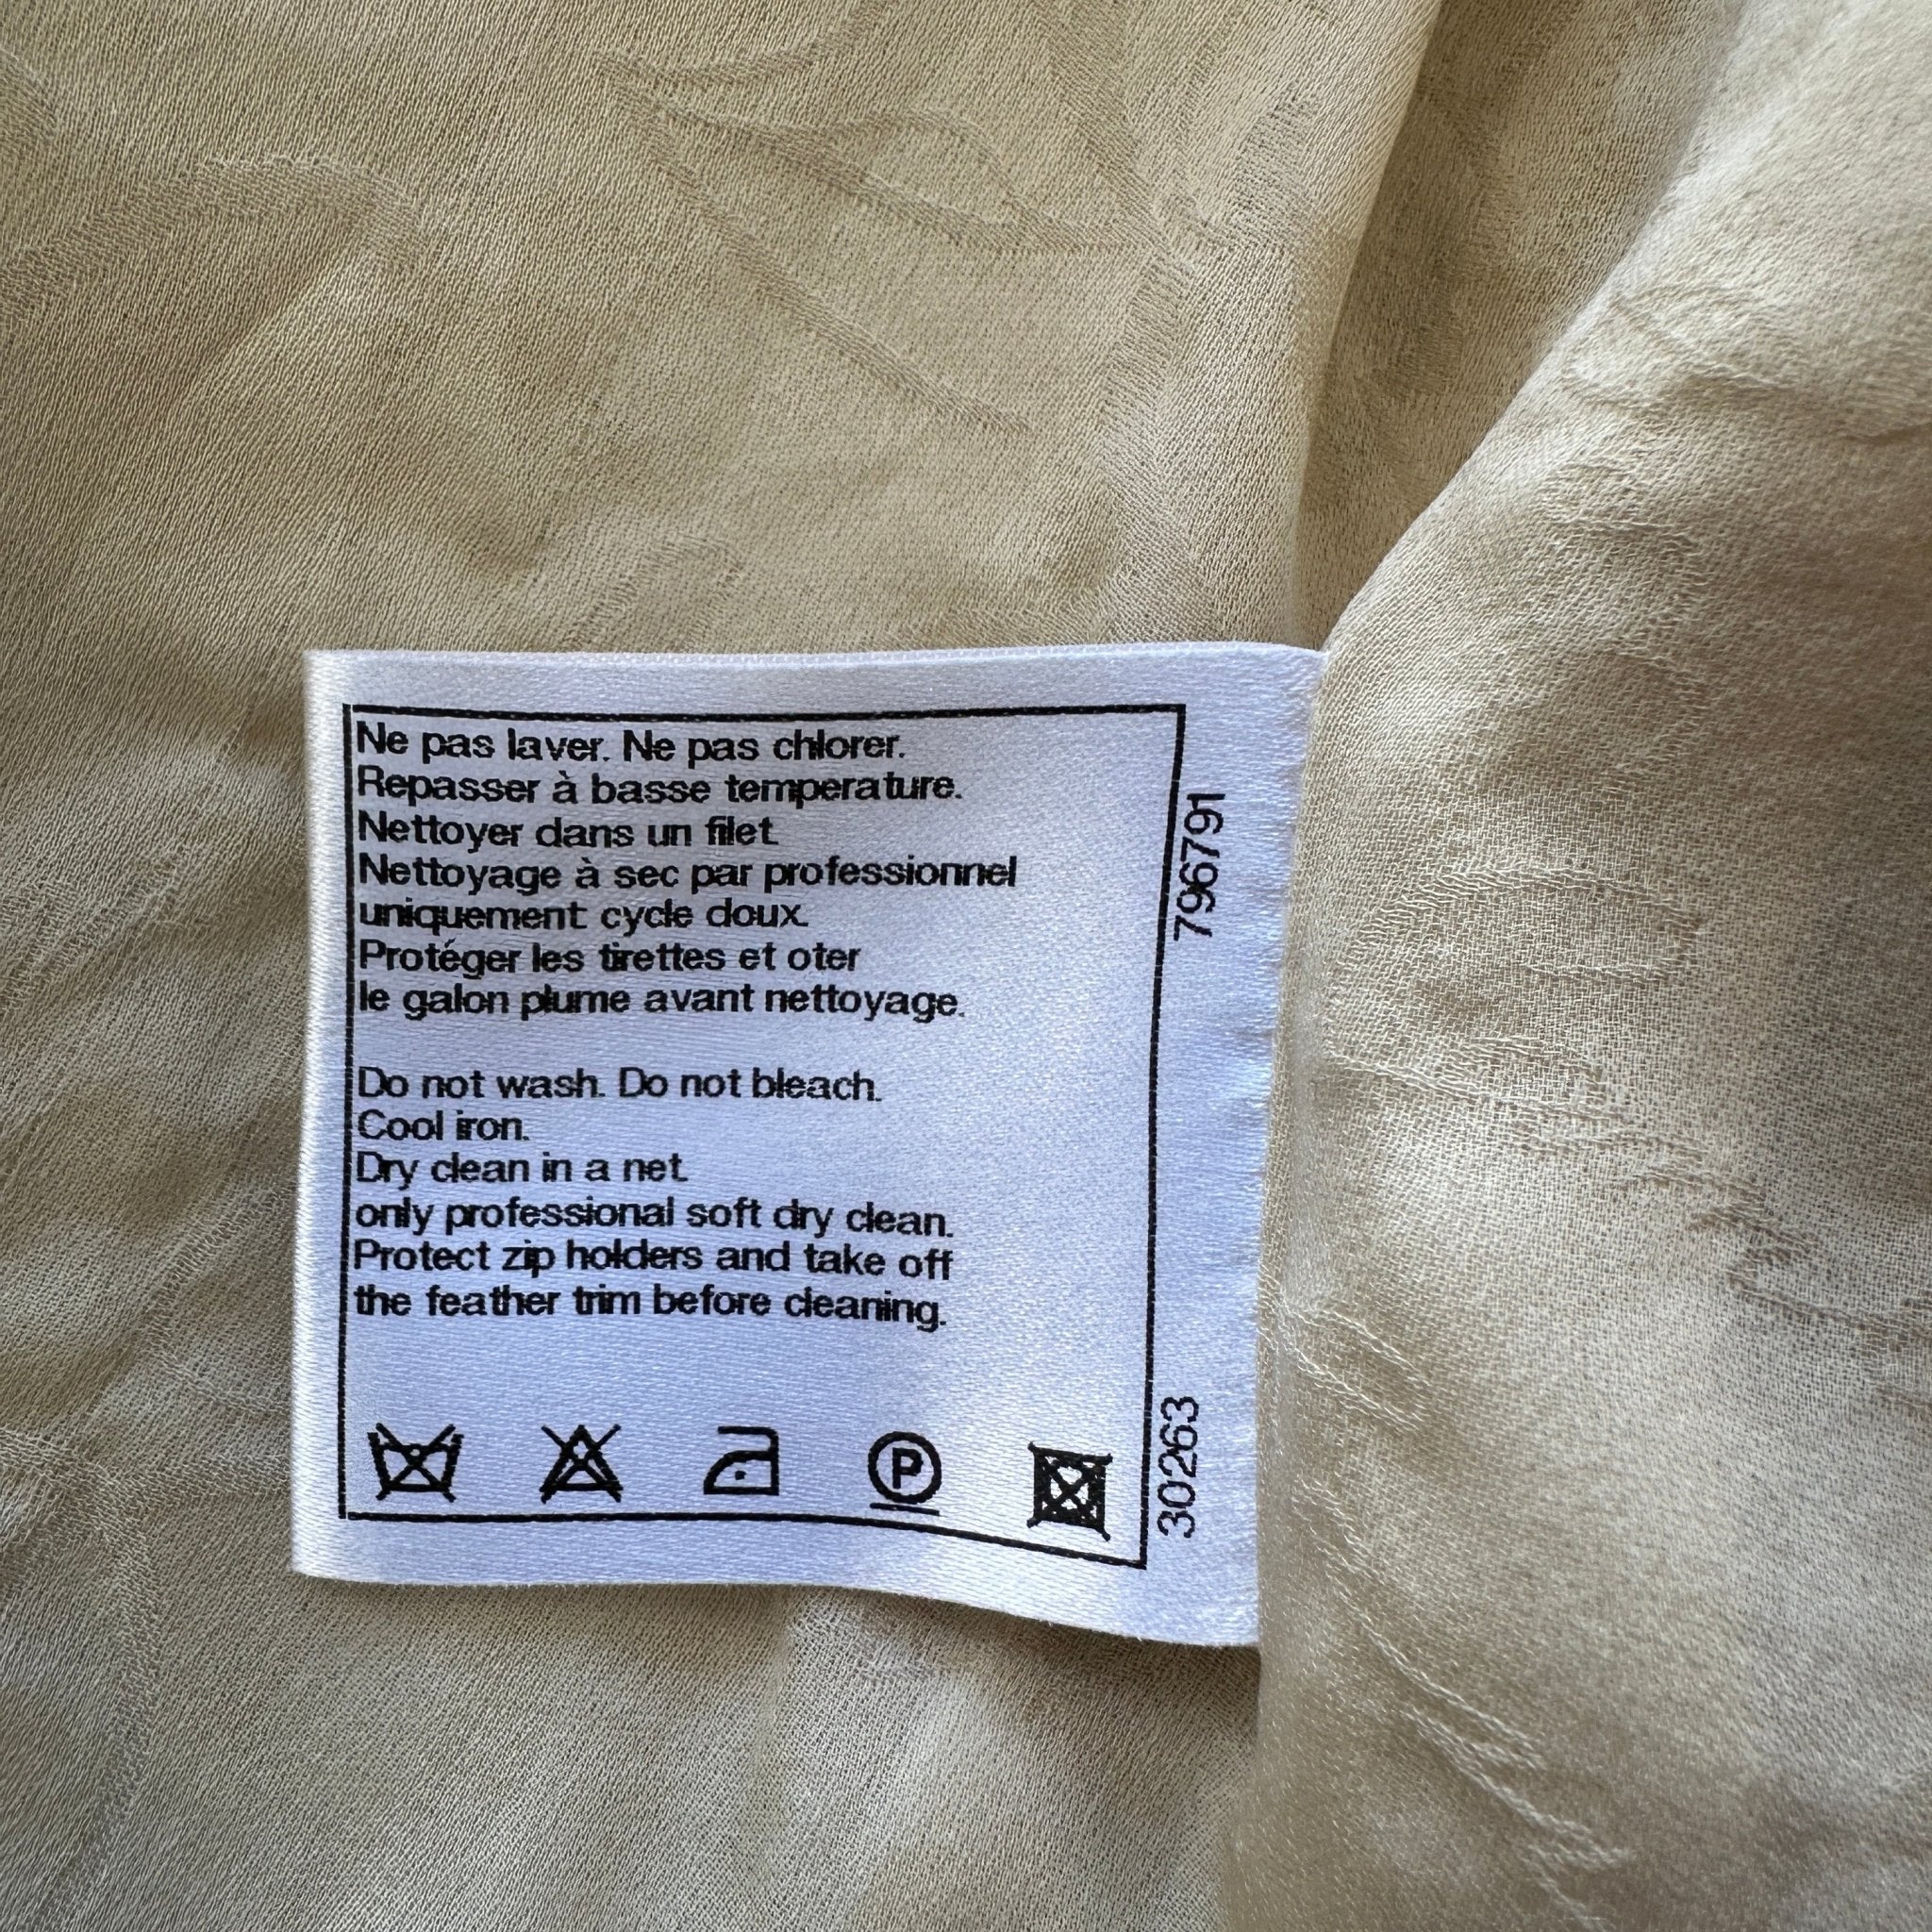 Ne pas laver. Ne pas chlorer.
Repasser à basse temperature.
Nettoyer dans un filet
Nettoyage à sec par professionnel
uniquement cycle doux.
Protéger les tirettes et oter
le galon plume avant nettoyage.
Do not wash. Do not bleach.
Cool iron.
Dry clean in a net
only professional soft dry clean.
Protect zip holders and take off
the feather trim before cleaning.
P
796791
30263